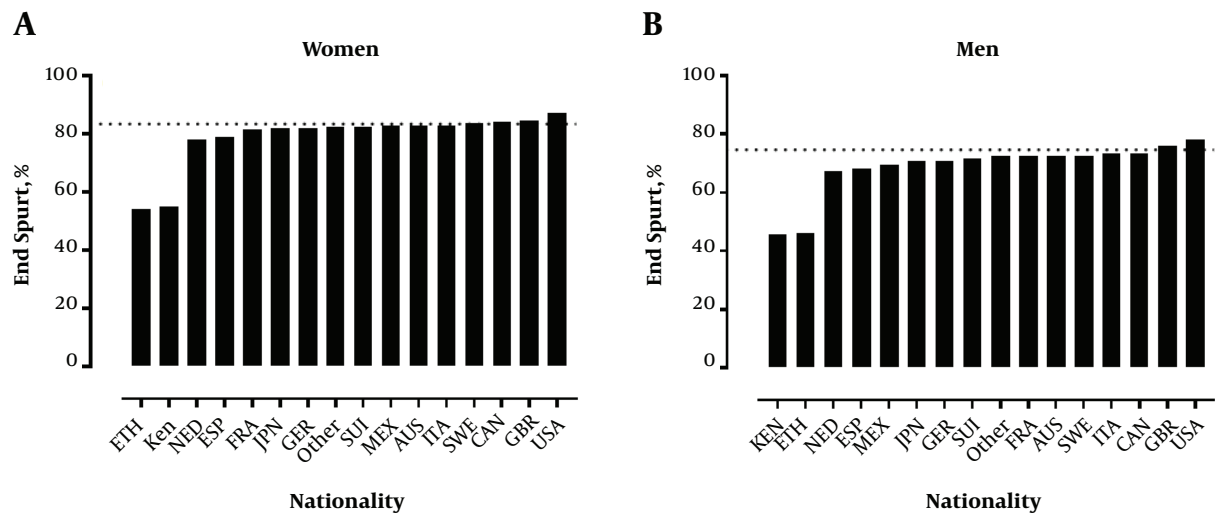 A
Women
End Spurt, %
100
80
60
40
20
0
ETH
Ken
NED
ESP
FRA
JPN
GER
Other
SUI
MEX
AUS
ITA
SWE
CAN
GBR
USA
Nationality
B
Men
End Spurt, %
100
80
60
40
20
0
KEN
ETH
NED
ESP
MEX
JPN
GER
SUI
Other
FRA
AUS
SWE
ITA
CAN
GBR
USA
Nationality